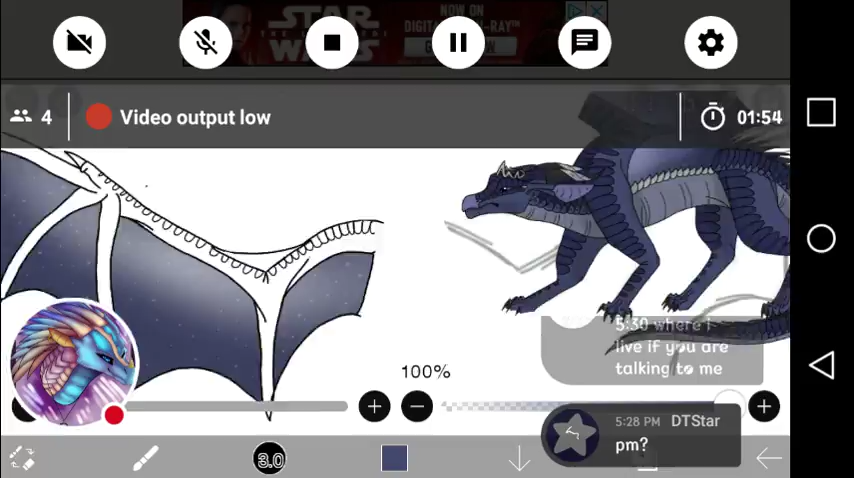 STAR
WARS
NOW ON
DIGITAL
4
Video output low
01:54
5:30 where i
live if you are
talking to me
100%
5:28 PM DTStar
pm?
3.0